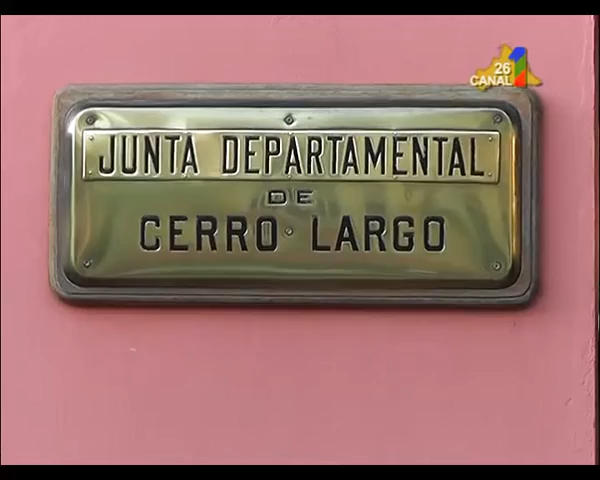 26
CANAL
JUNTA DEPARTAMENTAL
DE
CERRO LARGO